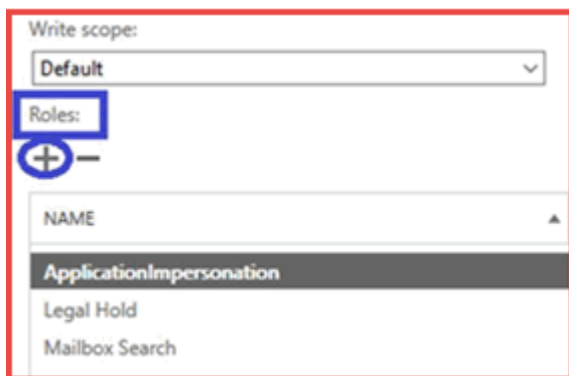 Write scope:
Default
Roles:
NAME
ApplicationImpersonation
Legal Hold
Mailbox Search